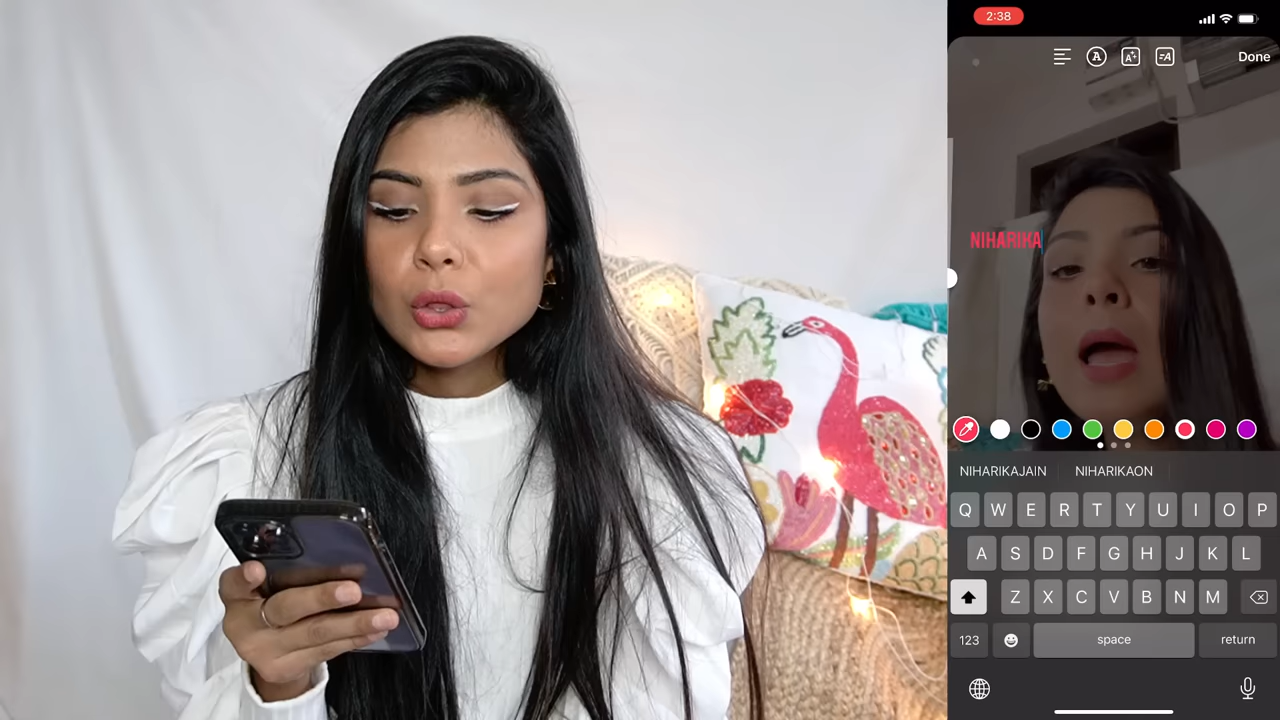 2:38
Done
NIHARIKA
NIHARIKAJAIN NIHARIKAON
Q W E R T Y U I O P
A S D F G H J K L
Z X C V B N M
123 space return